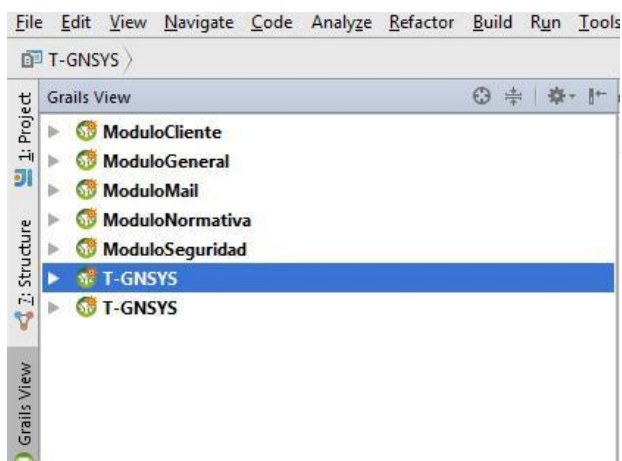 File Edit View Navigate Code Analyze Refactor Build Run Tools
T-GNSYS
Grails View
1: Project
ModuloCliente
ModuloGeneral
ModuloMail
ModuloNormativa
ModuloSeguridad
T-GNSYS
T-GNSYS
7: Structure
Grails View